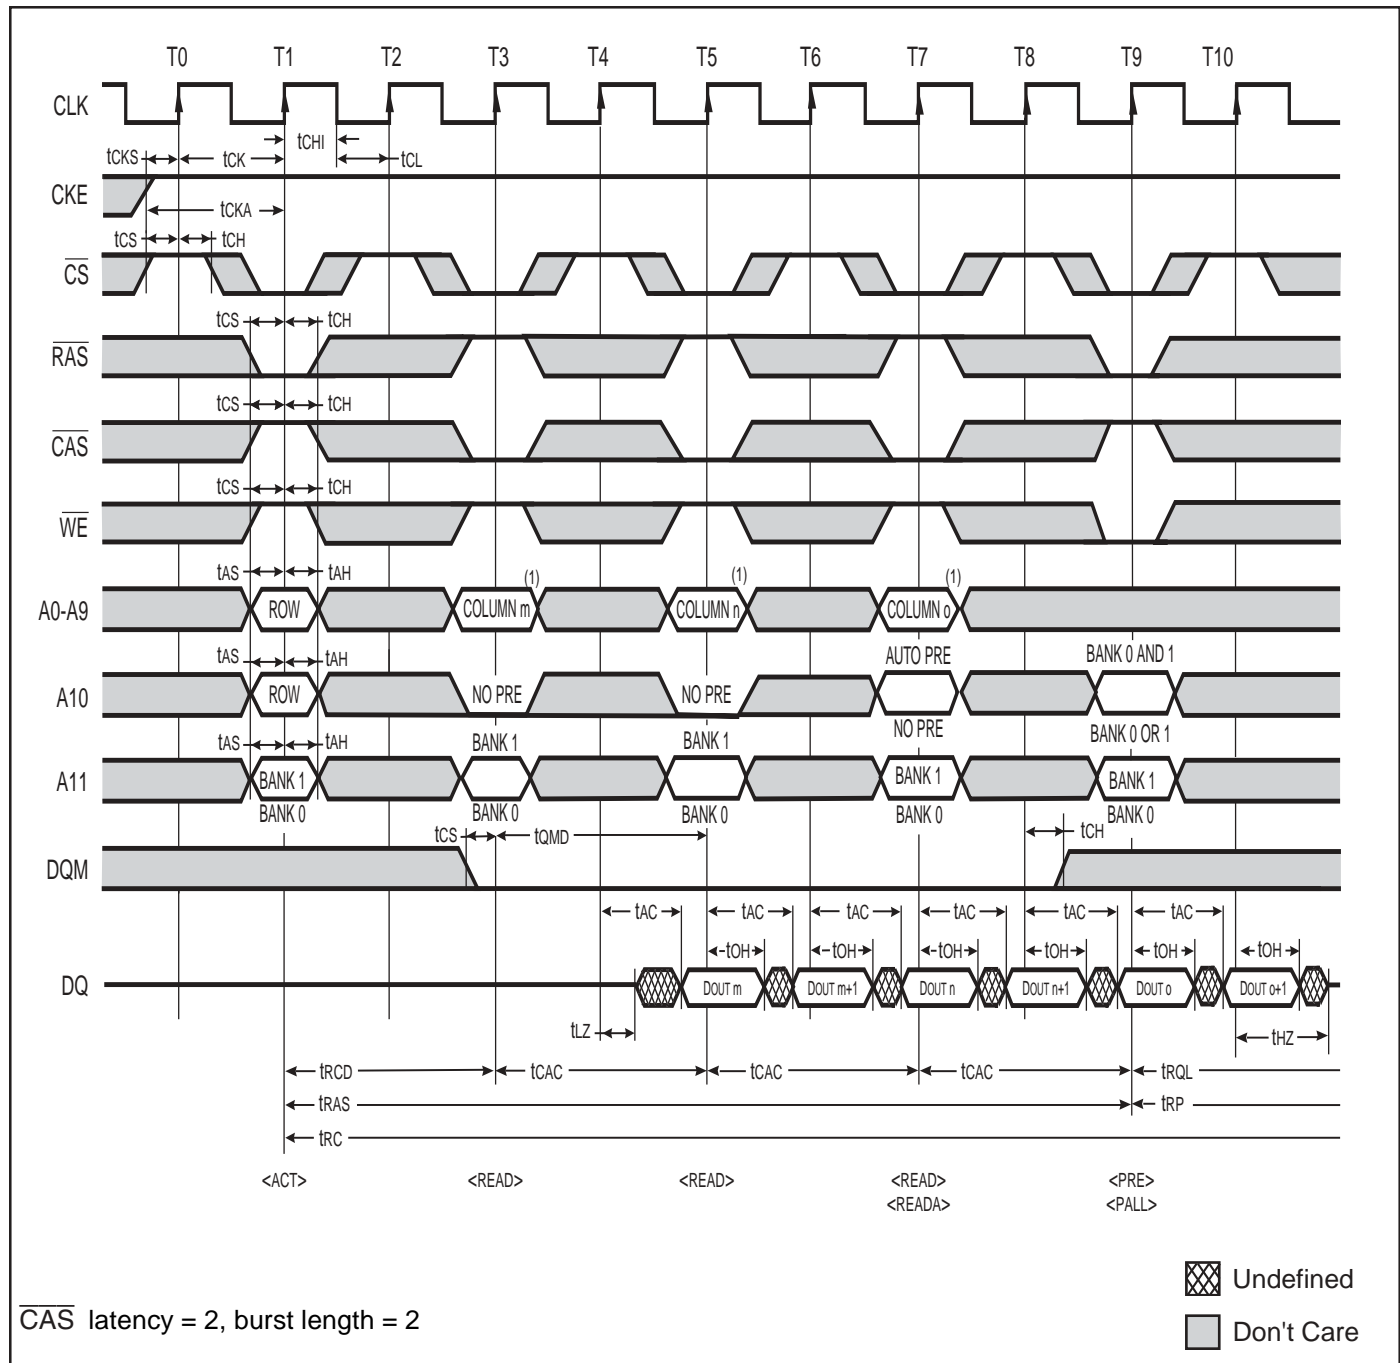 T0 T1 T2 T3 T4 T5 T6 T7 T8 T9 T10
CLK
tCHI
tCKS tCK tCL
CKE
tCKA
tCS tCH
CS
tCS tCH
RAS
tCS tCH
CAS
tCS tCH
WE
tAS tAH (1) (1) (1)
A0-A9 ROW COLUMN m COLUMN n COLUMN o
tAS tAH AUTO PRE BANK 0 AND 1
A10 ROW NO PRE NO PRE
NO PRE BANK 0 OR 1
tAS tAH BANK 1 BANK 1
A11 BANK 1 BANK 1 BANK 1
BANK 0 BANK 0 BANK 0 BANK 0 BANK 0
tCS tQMD tCH
DQM
tAC tAC tAC tAC tAC tAC
tOH tOH tOH tOH tOH tOH
DQ DOUT m DOUT m+1 DOUT n DOUT n+1 DOUT o DOUT o+1
tLZ tHZ
tRCD tCAC tCAC tCAC tRQL
tRAS tRP
tRC
<ACT> <READ> <READ> <READ> <PRE>
<READA> <PALL>
Undefined
CAS latency = 2, burst length = 2
Don't Care